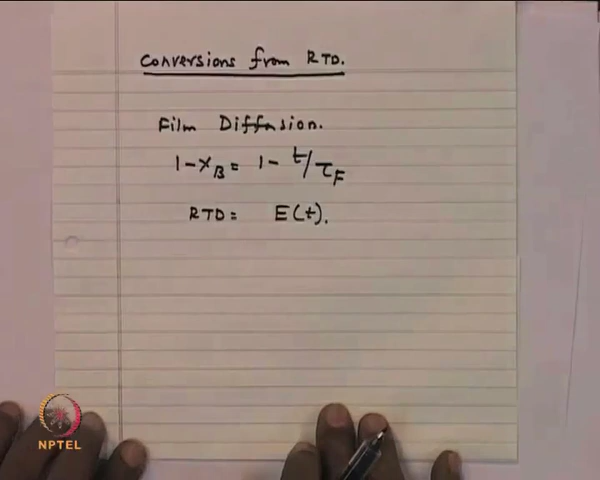 Conversions from RTD.
Film Diffusion.
1-X_B = 1- t/τ_F
RTD = E(t).
NPTEL